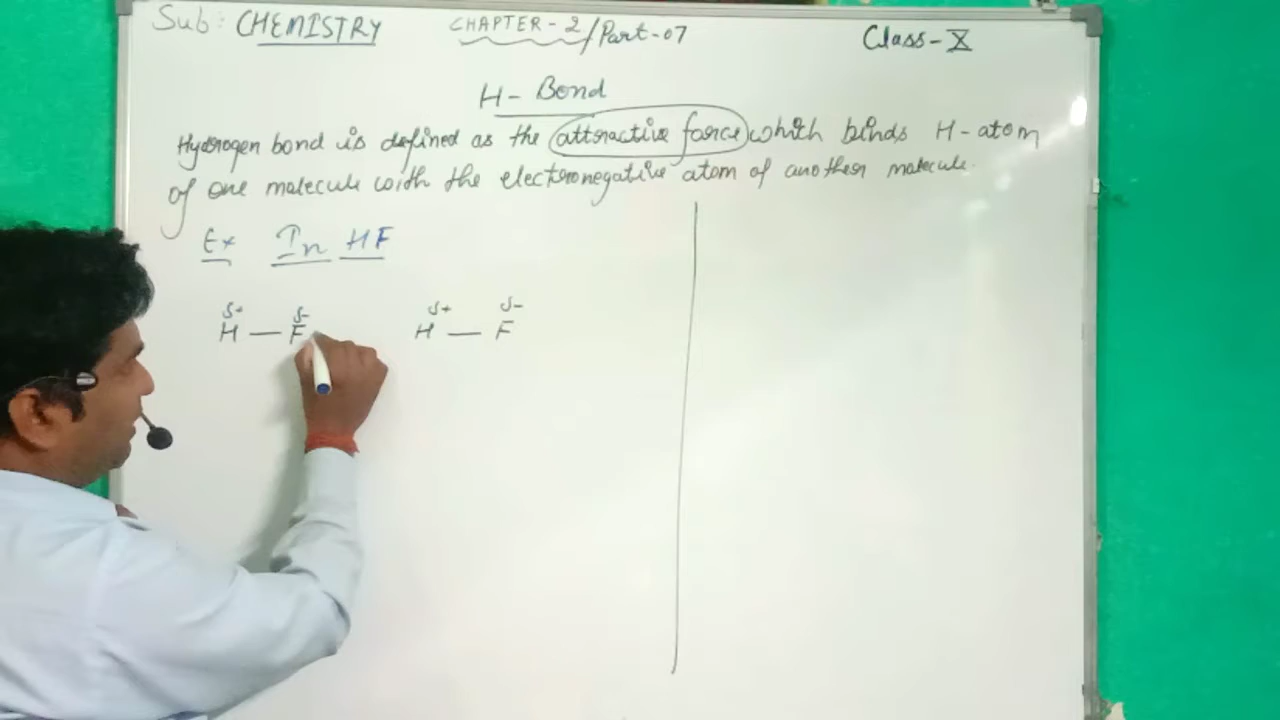 Sub: CHEMISTRY CHAPTER-2/Part-07 Class-X
H-Bond
Hydrogen bond is defined as the attractive force which binds H-atom
of one molecule with the electronegative atom of another molecule.
Ex In HF
δ+ δ- δ+ δ-
H — F H — F